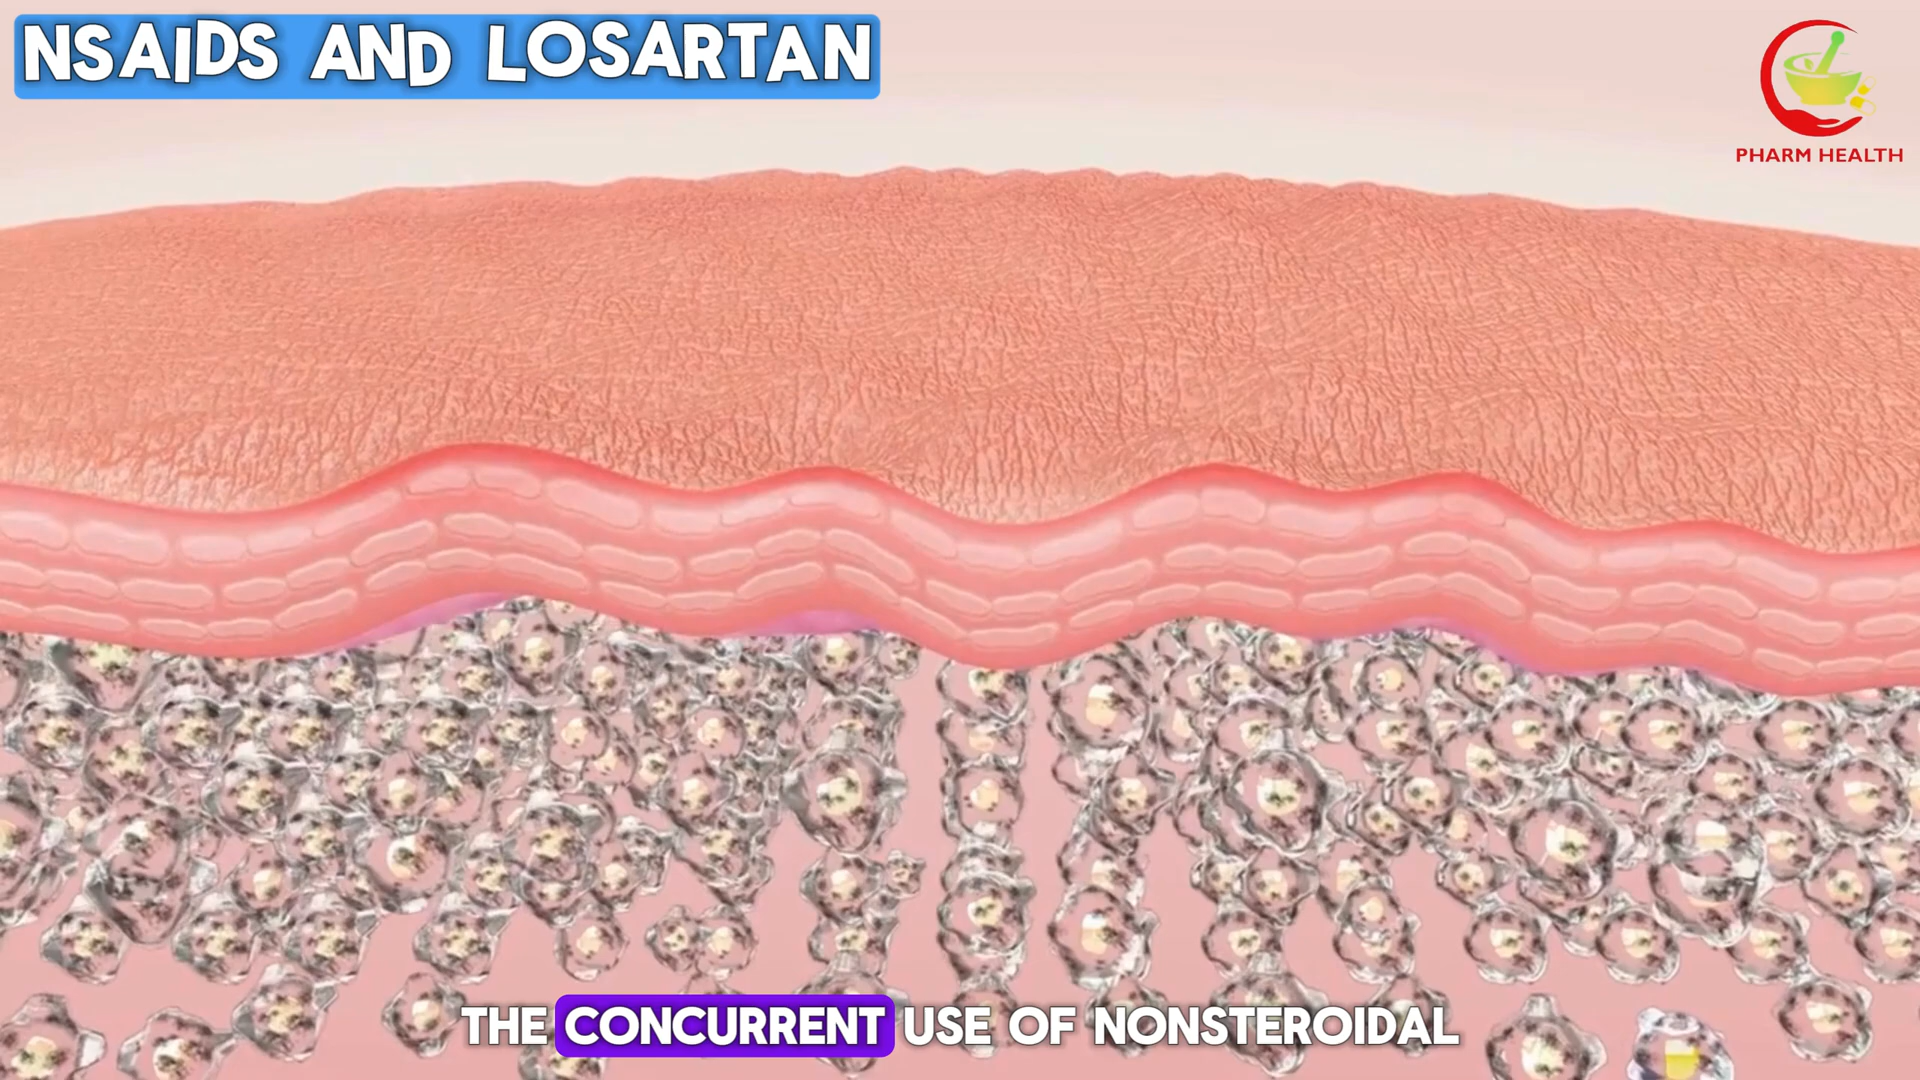 NSAIDS AND LOSARTAN
PHARM HEALTH
THE CONCURRENT USE OF NONSTEROIDAL